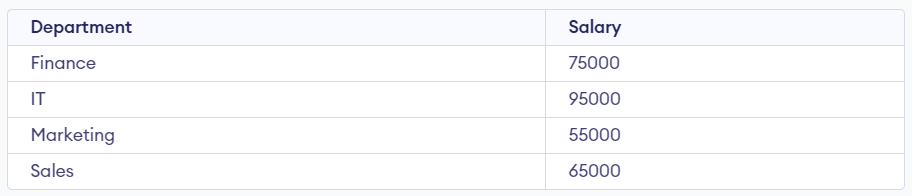 Department Salary
Finance 75000
IT 95000
Marketing 55000
Sales 65000